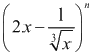 (2x − 1/∛x)ⁿ